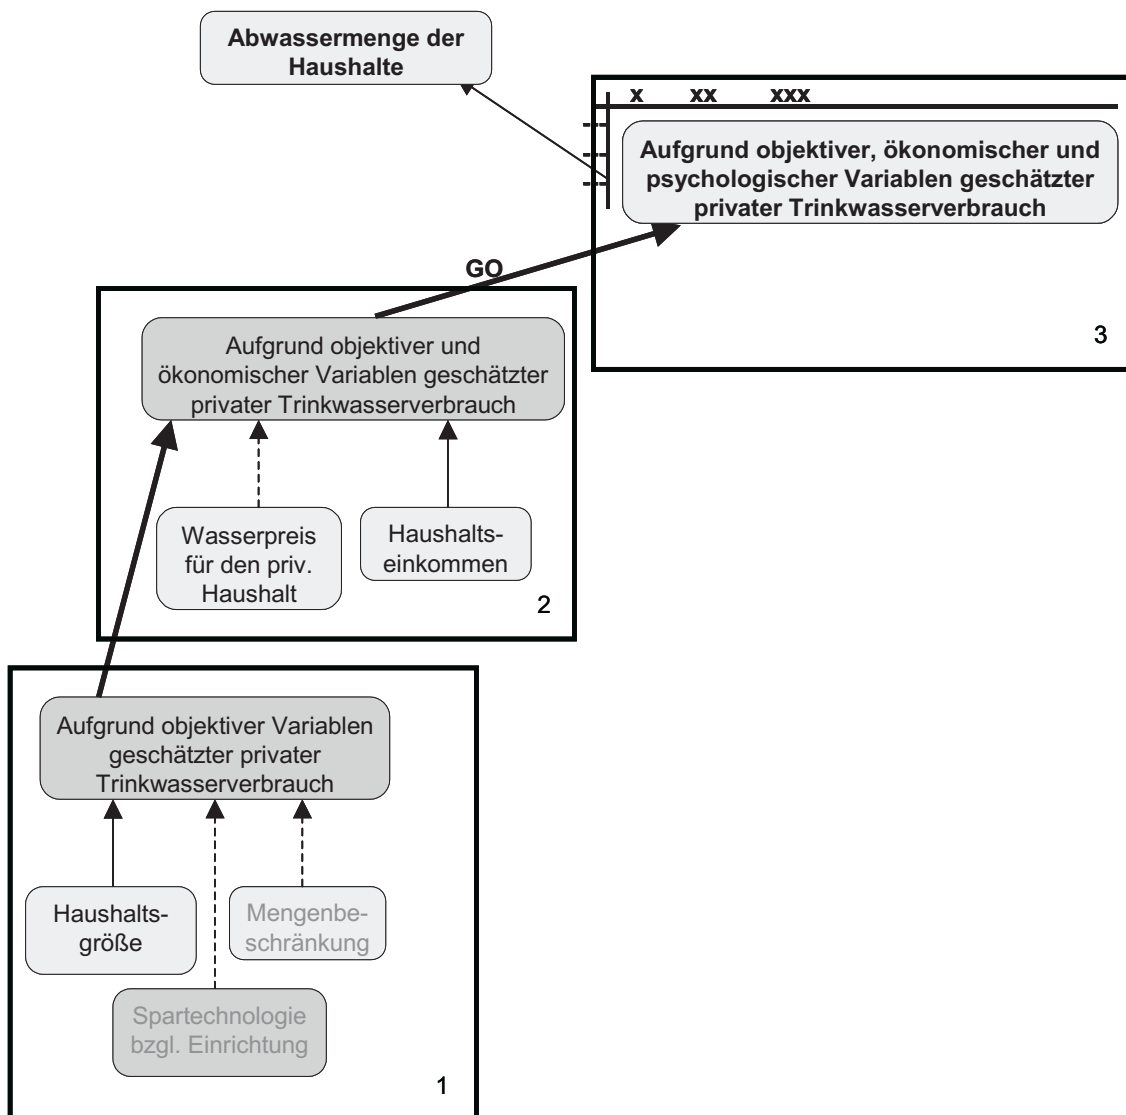 Abwassermenge der
Haushalte
x xx xxx
Aufgrund objektiver, ökonomischer und
psychologischer Variablen geschätzter
privater Trinkwasserverbrauch
3
GO
Aufgrund objektiver und
ökonomischer Variablen geschätzter
privater Trinkwasserverbrauch
Wasserpreis
für den priv.
Haushalt
Haushalts-
einkommen
2
Aufgrund objektiver Variablen
geschätzter privater
Trinkwasserverbrauch
Haushalts-
größe
Mengenbe-
schränkung
Spartechnologie
bzgl. Einrichtung
1